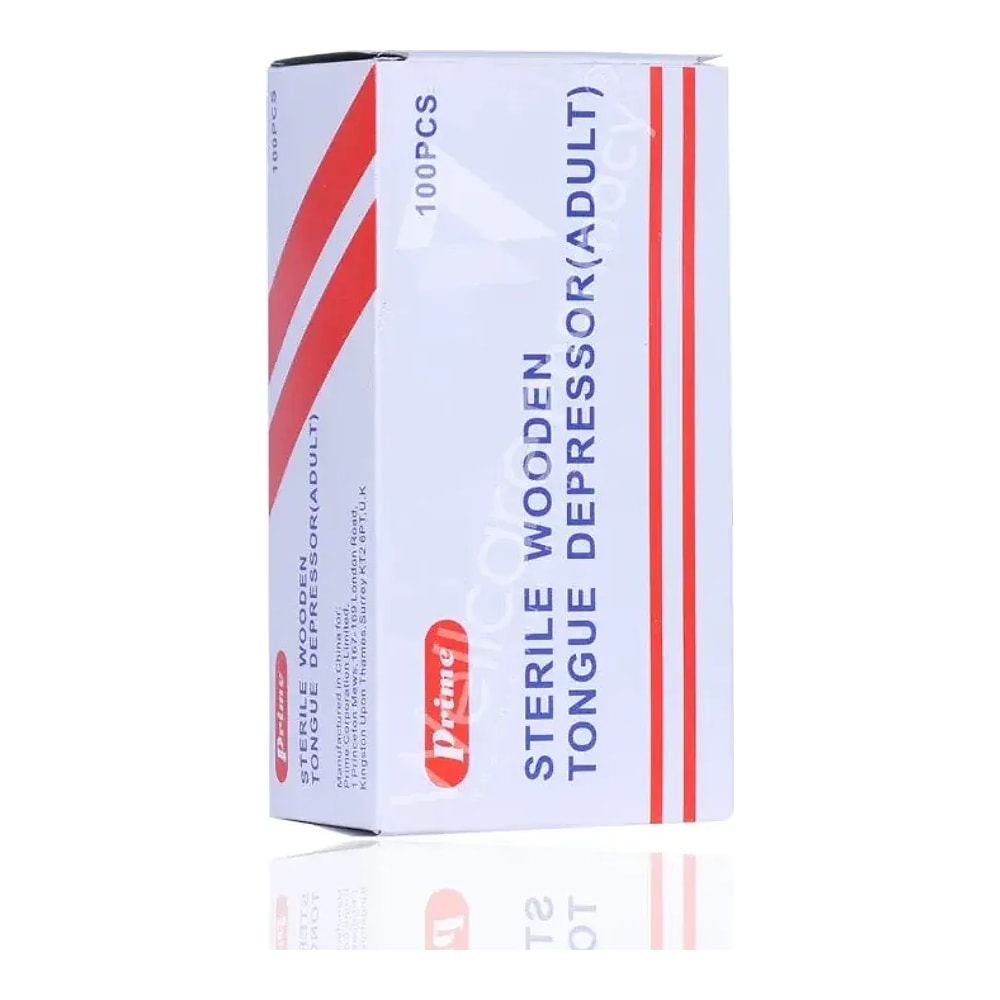 100PCS
Prime
STERILE WOODEN
TONGUE DEPRESSOR(ADULT)
Manufactured in China for:
Prime Corporation Limited.
1 Princeton Mews, 167-169 London Road,
Kingston Upon Thames. Surrey KT2 6PT.U.K
100PCS
Prime
STERILE WOODEN
TONGUE DEPRESSOR(ADULT)